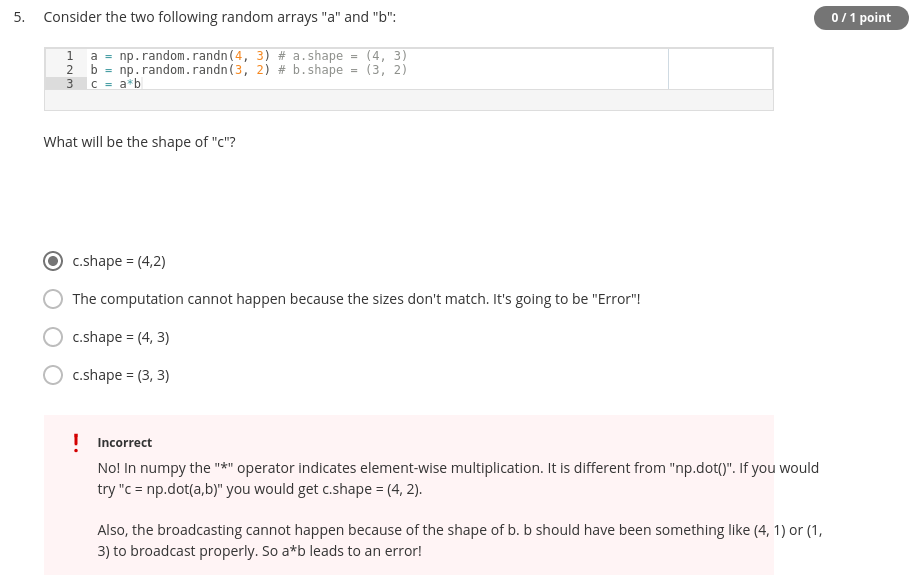 5. Consider the two following random arrays "a" and "b":
0 / 1 point
1 a = np.random.randn(4, 3) # a.shape = (4, 3)
2 b = np.random.randn(3, 2) # b.shape = (3, 2)
3 c = a*b
What will be the shape of "c"?
c.shape = (4,2)
The computation cannot happen because the sizes don't match. It's going to be "Error"!
c.shape = (4, 3)
c.shape = (3, 3)
! Incorrect
No! In numpy the "*" operator indicates element-wise multiplication. It is different from "np.dot()". If you would
try "c = np.dot(a,b)" you would get c.shape = (4, 2).
Also, the broadcasting cannot happen because of the shape of b. b should have been something like (4, 1) or (1,
3) to broadcast properly. So a*b leads to an error!